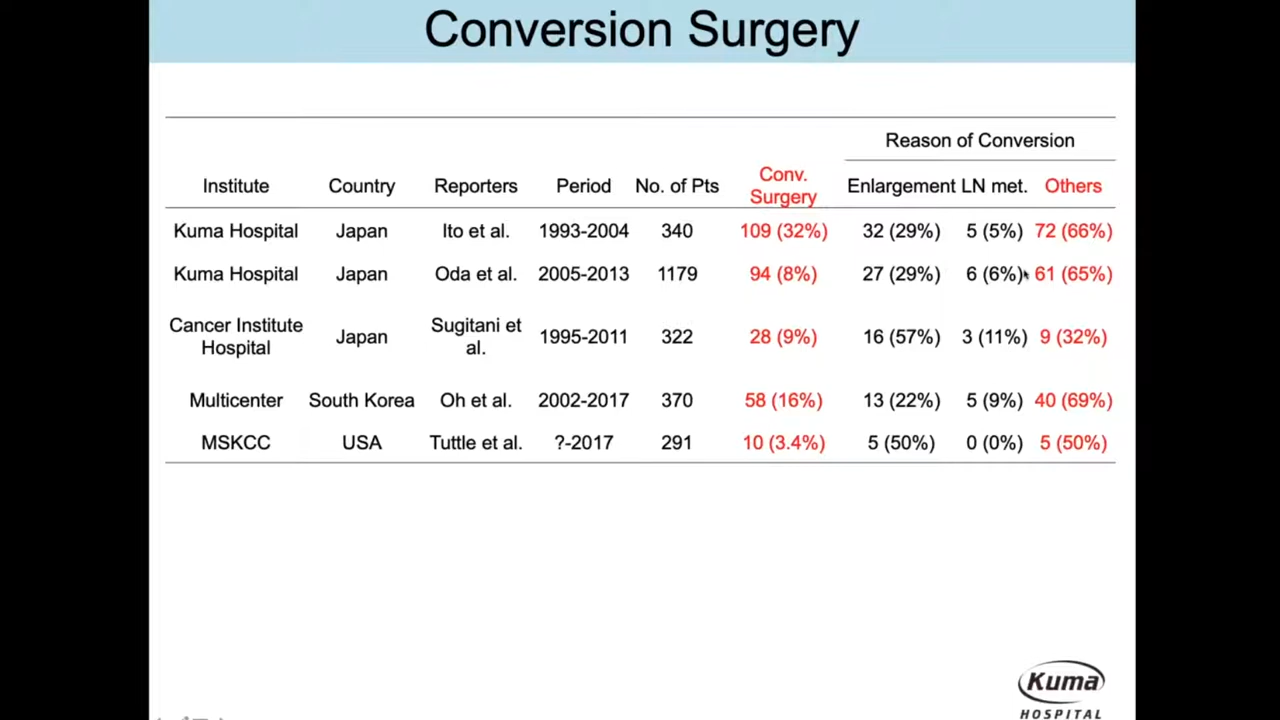 Conversion Surgery
Reason of Conversion
Institute Country Reporters Period No. of Pts Conv. Surgery Enlargement LN met. Others
Kuma Hospital Japan Ito et al. 1993-2004 340 109 (32%) 32 (29%) 5 (5%) 72 (66%)
Kuma Hospital Japan Oda et al. 2005-2013 1179 94 (8%) 27 (29%) 6 (6%) 61 (65%)
Cancer Institute Hospital Japan Sugitani et al. 1995-2011 322 28 (9%) 16 (57%) 3 (11%) 9 (32%)
Multicenter South Korea Oh et al. 2002-2017 370 58 (16%) 13 (22%) 5 (9%) 40 (69%)
MSKCC USA Tuttle et al. ?-2017 291 10 (3.4%) 5 (50%) 0 (0%) 5 (50%)
Kuma
HOSPITAL